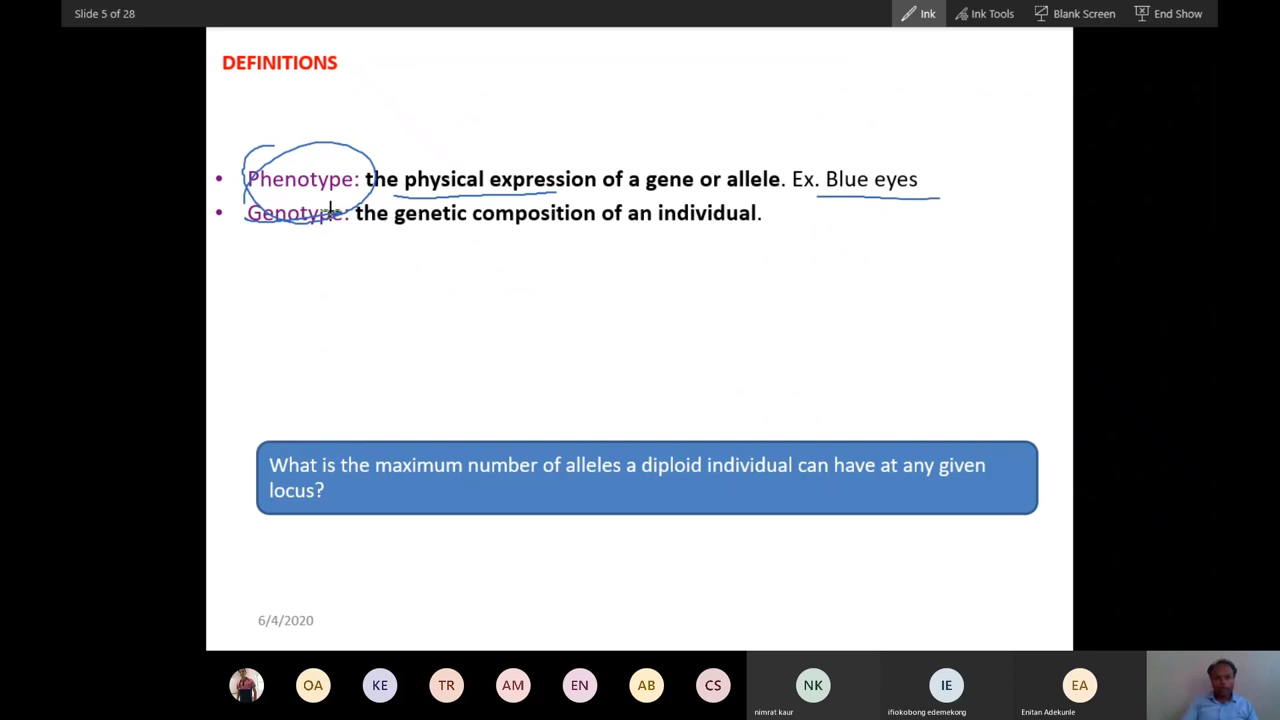 Slide 5 of 28
Ink
Ink Tools
Blank Screen
End Show
DEFINITIONS
• Phenotype: the physical expression of a gene or allele. Ex. Blue eyes
• Genotype: the genetic composition of an individual.
What is the maximum number of alleles a diploid individual can have at any given
locus?
6/4/2020
OA
KE
TR
AM
EN
AB
CS
NK
IE
EA
nimrat kaur
ifiokobong edemekong
Enitan Adekunle